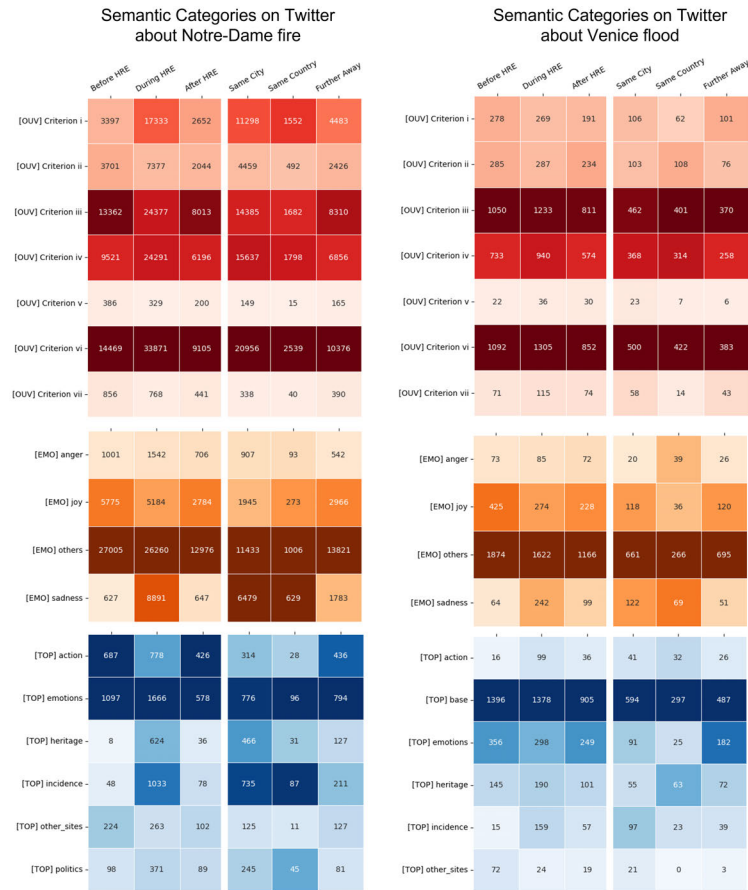 Semantic Categories on Twitter
about Notre-Dame fire
Before HRE During HRE After HRE Same City Same Country Further Away
[OUV] Criterion i 3397 17333 2652 11298 1552 4483
[OUV] Criterion ii 3701 7377 2044 4459 492 2426
[OUV] Criterion iii 13362 24377 8013 14385 1682 8310
[OUV] Criterion iv 9521 24291 6196 15637 1798 6856
[OUV] Criterion v 386 329 200 149 15 165
[OUV] Criterion vi 14469 33871 9105 20956 2539 10376
[OUV] Criterion vii 856 768 441 338 40 390
[EMO] anger 1001 1542 706 907 93 542
[EMO] joy 5775 5184 2784 1945 273 2966
[EMO] others 27005 26260 12976 11433 1006 13821
[EMO] sadness 627 8891 647 6479 629 1783
[TOP] action 687 778 426 314 28 436
[TOP] emotions 1097 1666 578 776 96 794
[TOP] heritage 8 624 36 466 31 127
[TOP] incidence 48 1033 78 735 87 211
[TOP] other_sites 224 263 102 125 11 127
[TOP] politics 98 371 89 245 45 81
Semantic Categories on Twitter
about Venice flood
Before HRE During HRE After HRE Same City Same Country Further Away
[OUV] Criterion i 278 269 191 106 62 101
[OUV] Criterion ii 285 287 234 103 108 76
[OUV] Criterion iii 1050 1233 811 462 401 370
[OUV] Criterion iv 733 940 574 368 314 258
[OUV] Criterion v 22 36 30 23 7 6
[OUV] Criterion vi 1092 1305 852 500 422 383
[OUV] Criterion vii 71 115 74 58 14 43
[EMO] anger 73 85 72 20 39 26
[EMO] joy 425 274 228 118 36 120
[EMO] others 1874 1622 1166 661 266 695
[EMO] sadness 64 242 99 122 69 51
[TOP] action 16 99 36 41 32 26
[TOP] base 1396 1378 905 594 297 487
[TOP] emotions 356 298 249 91 25 182
[TOP] heritage 145 190 101 55 63 72
[TOP] incidence 15 159 57 97 23 39
[TOP] other_sites 72 24 19 21 0 3